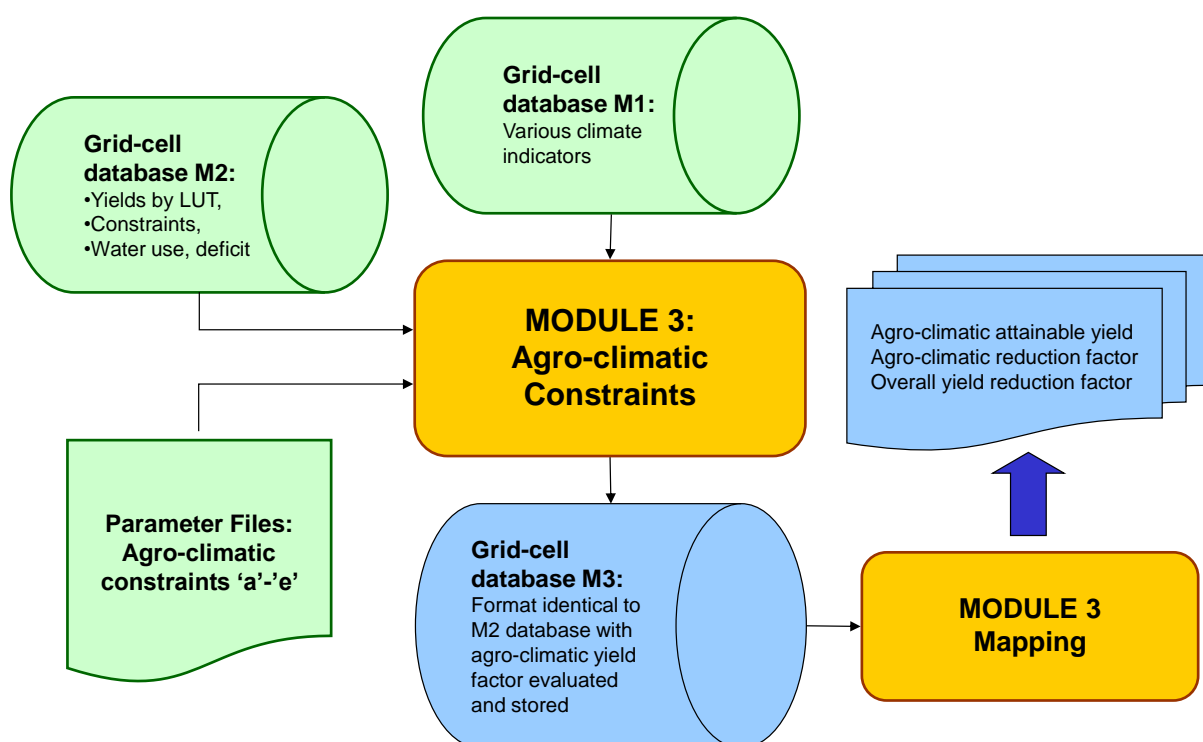 Grid-cell
database M1:
Various climate
indicators
Grid-cell
database M2:
•Yields by LUT,
•Constraints,
•Water use, deficit
MODULE 3:
Agro-climatic
Constraints
Agro-climatic attainable yield
Agro-climatic reduction factor
Overall yield reduction factor
Parameter Files:
Agro-climatic
constraints ‘a’-’e’
Grid-cell
database M3:
Format identical to
M2 database with
agro-climatic yield
factor evaluated
and stored
MODULE 3
Mapping